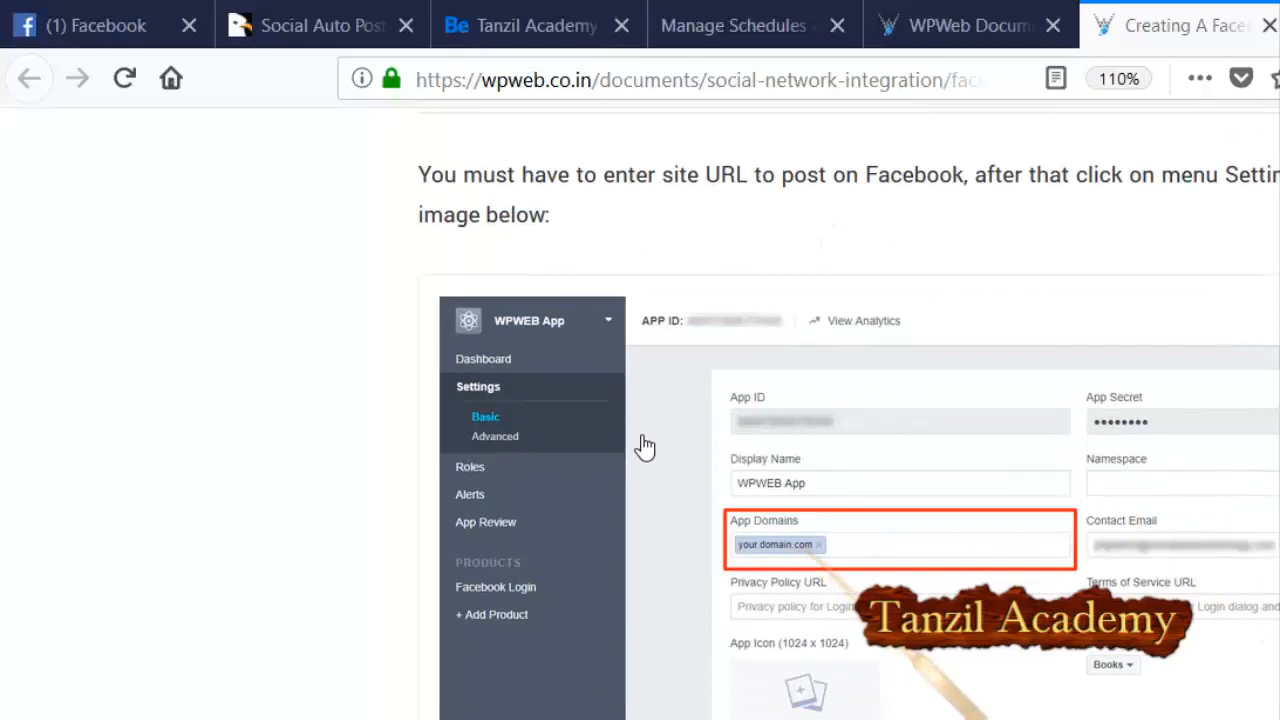 (1) Facebook
Social Auto Post
Be Tanzil Academy
Manage Schedules
WPWeb Docum
Creating A Face
https://wpweb.co.in/documents/social-network-integration/fac
110%
You must have to enter site URL to post on Facebook, after that click on menu Settin
image below:
WPWEB App
APP ID:
View Analytics
Dashboard
Settings
Basic
Advanced
Roles
Alerts
App Review
PRODUCTS
Facebook Login
+ Add Product
App ID
App Secret
Display Name
Namespace
WPWEB App
App Domains
Contact Email
your domain.com
Privacy Policy URL
Terms of Service URL
Privacy policy for Login
Login dialog and
Tanzil Academy
App Icon (1024 x 1024)
Books